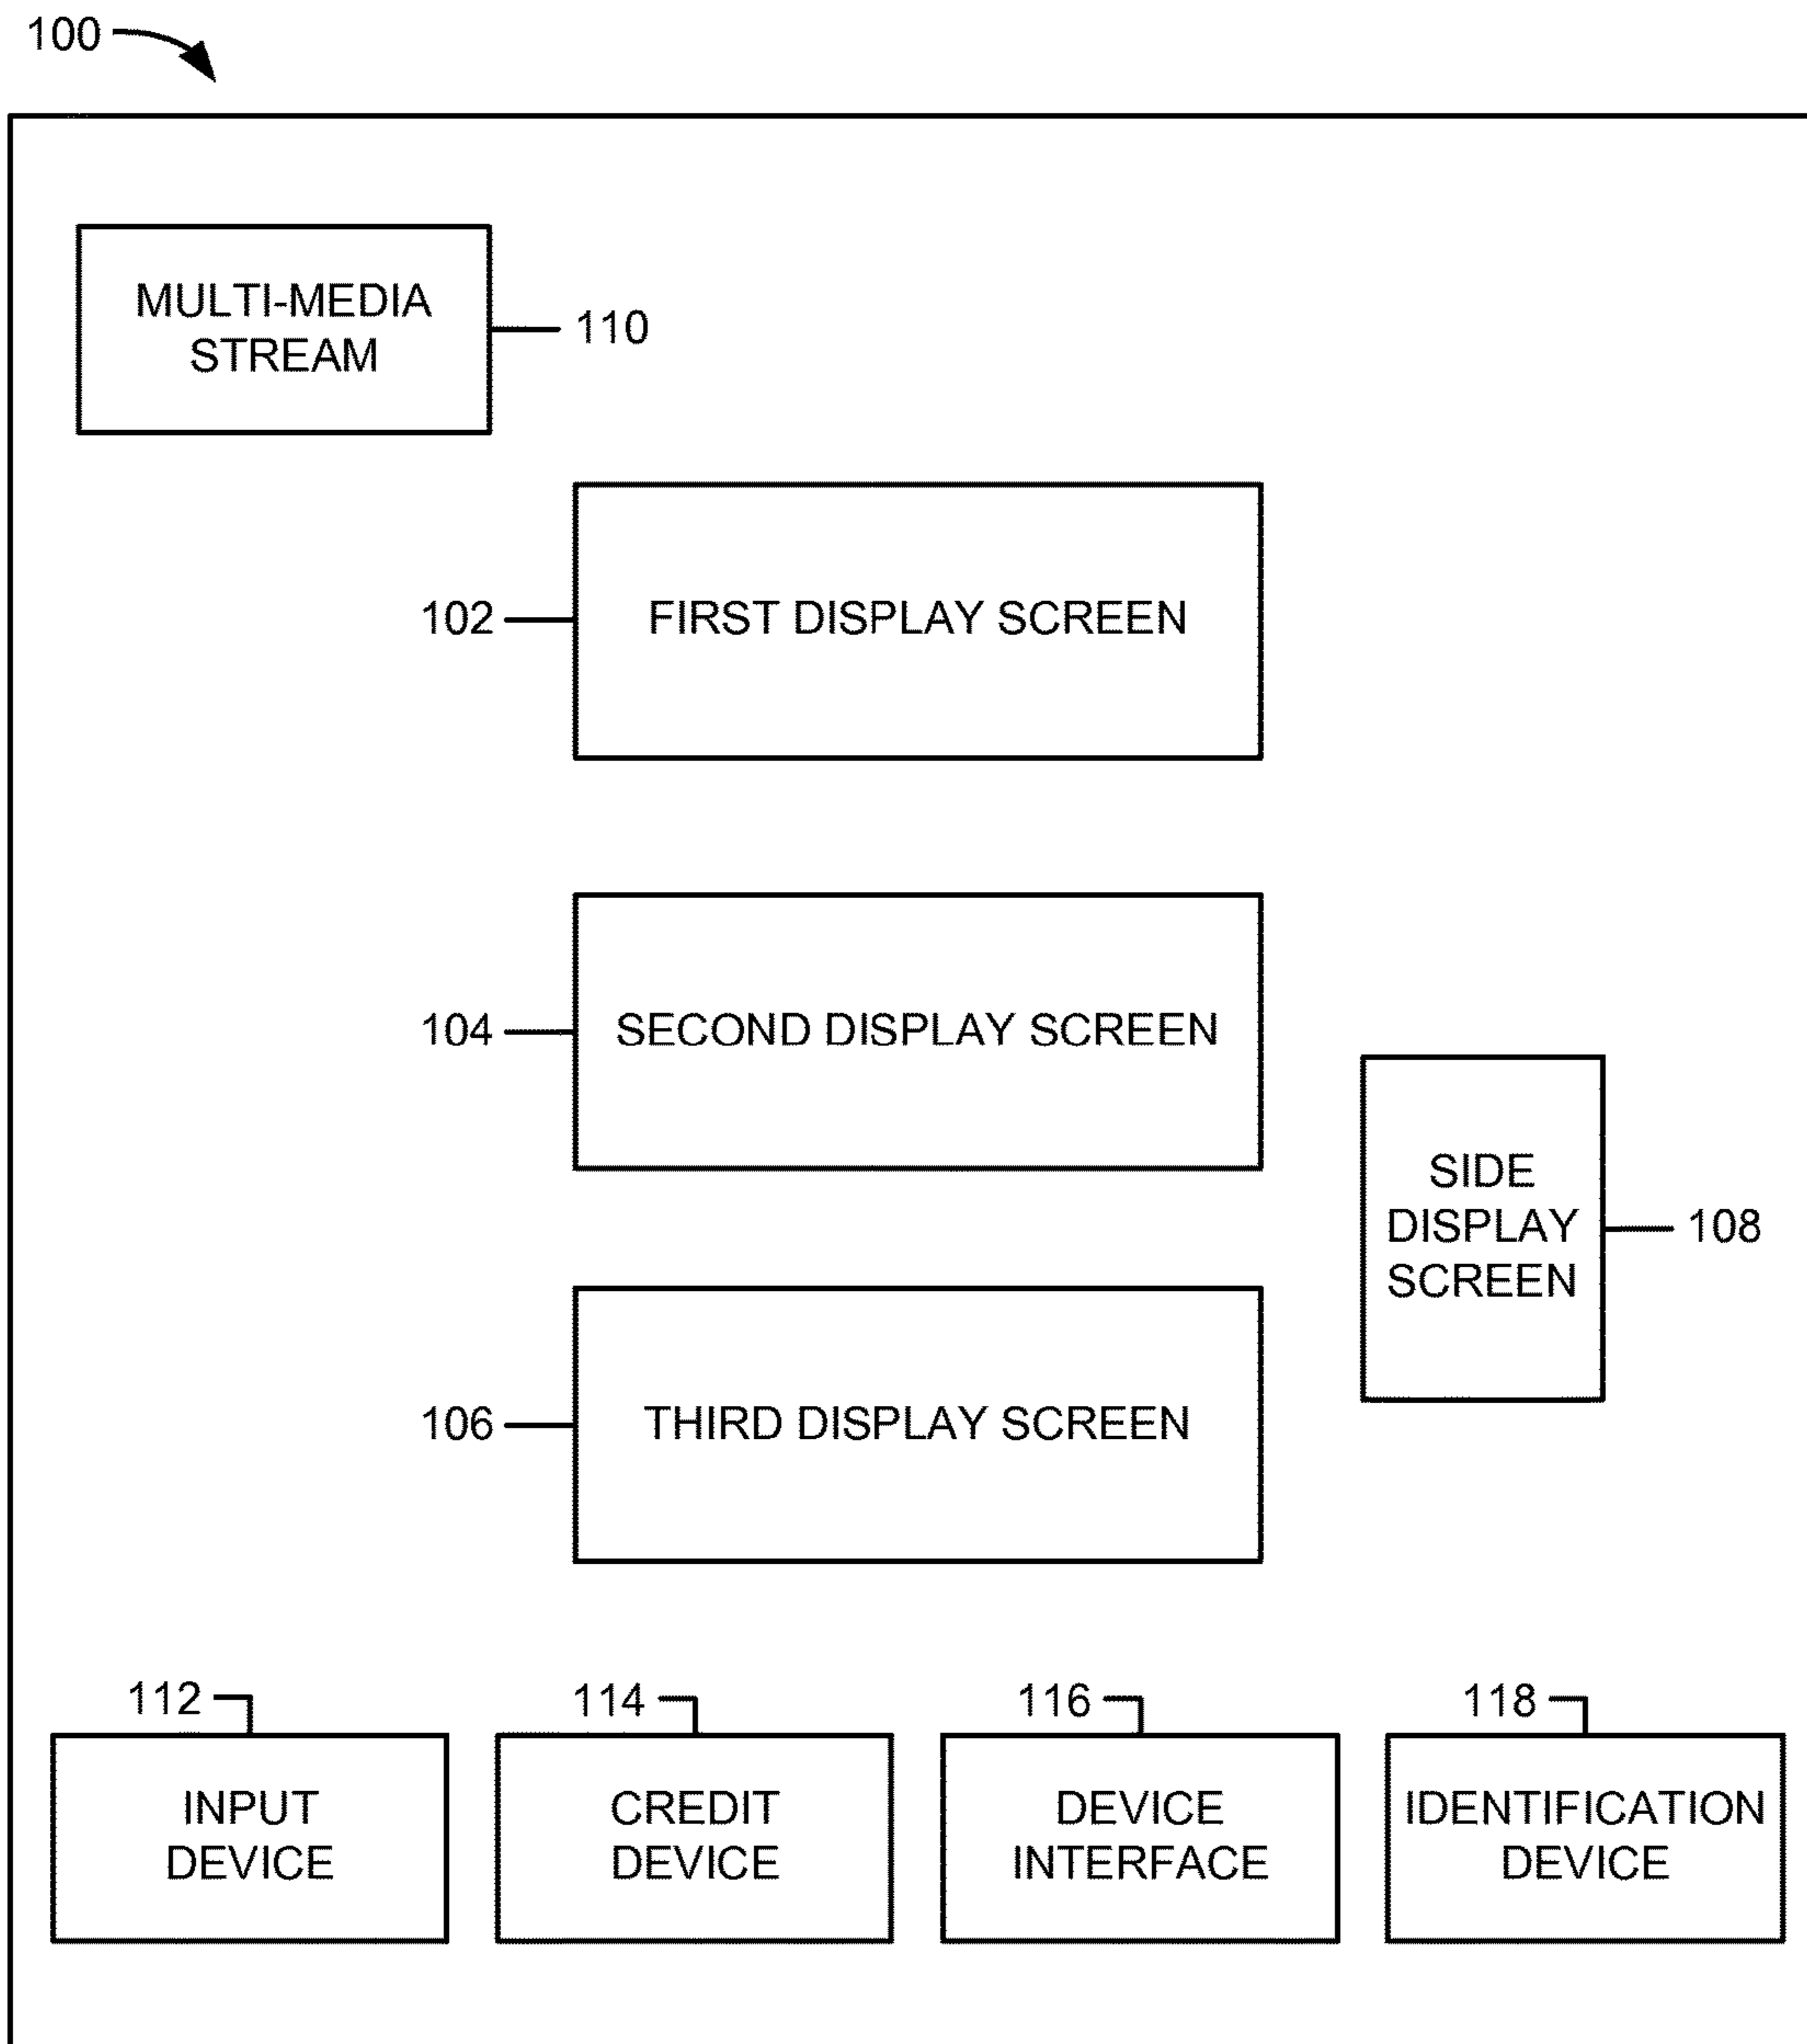 100
MULTI-MEDIA
STREAM
110
102
FIRST DISPLAY SCREEN
104
SECOND DISPLAY SCREEN
SIDE
DISPLAY
SCREEN
108
106
THIRD DISPLAY SCREEN
112
INPUT
DEVICE
114
CREDIT
DEVICE
116
DEVICE
INTERFACE
118
IDENTIFICATION
DEVICE